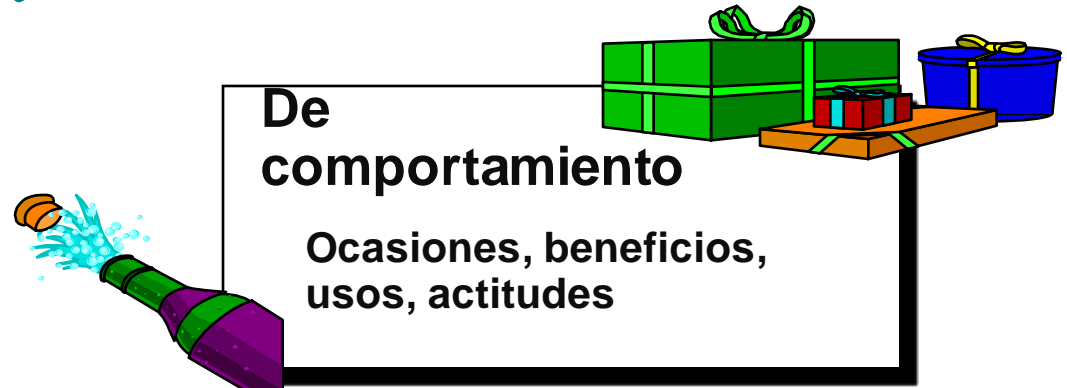 De
comportamiento
Ocasiones, beneficios,
usos, actitudes